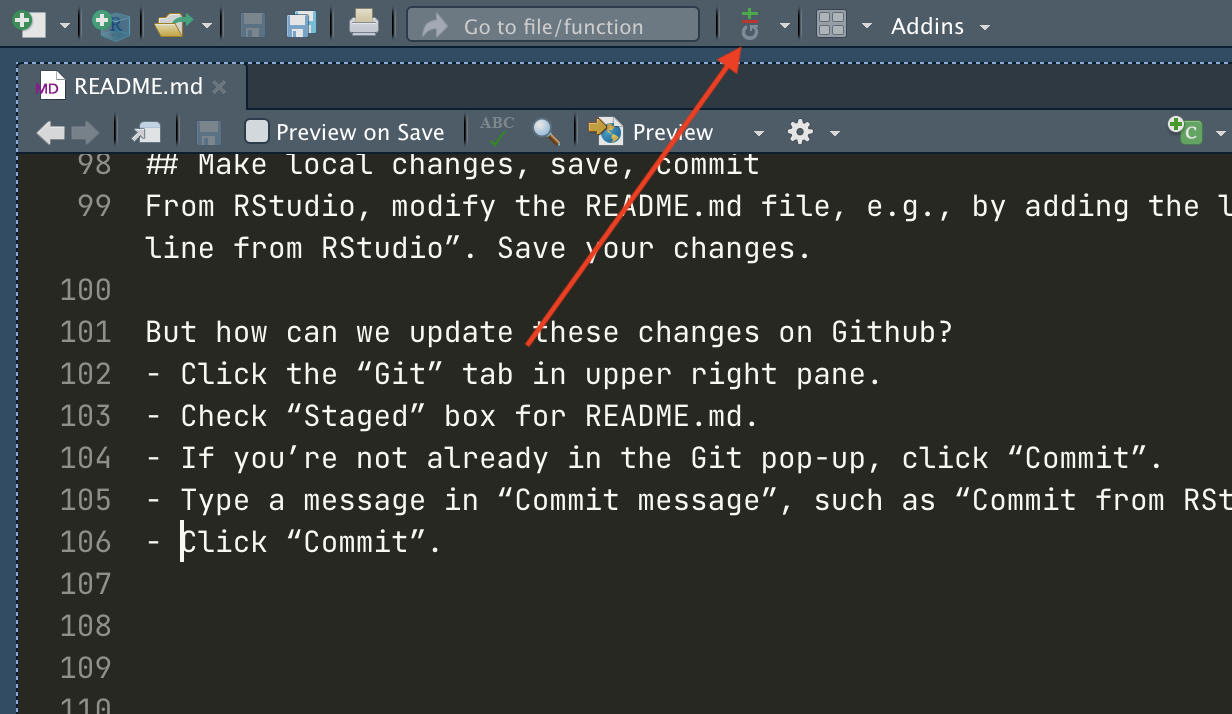 Go to file/function
GIT
Addins
MD README.md
Preview on Save
ABC
Preview
C
98 ## Make local changes, save, commit
99 From RStudio, modify the README.md file, e.g., by adding the l
line from RStudio”. Save your changes.
100
101 But how can we update these changes on Github?
102 - Click the “Git” tab in upper right pane.
103 - Check “Staged” box for README.md.
104 - If you’re not already in the Git pop-up, click “Commit”.
105 - Type a message in “Commit message”, such as “Commit from RSt
106 - Click “Commit”.
107
108
109
110